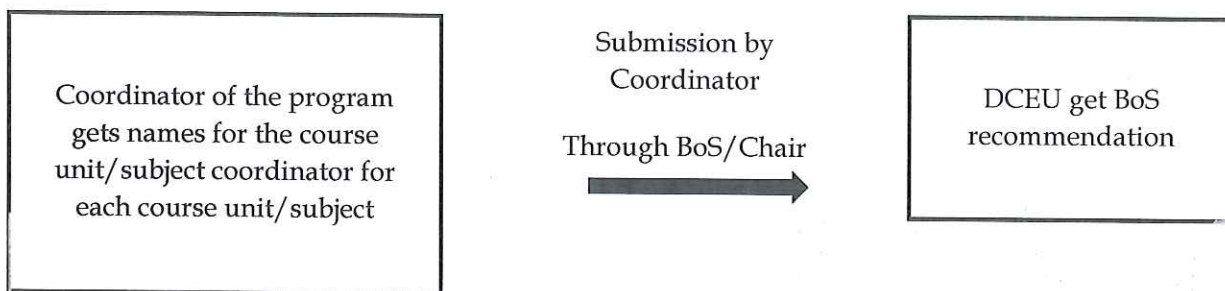 Coordinator of the program
gets names for the course
unit/subject coordinator for
each course unit/subject
Submission by
Coordinator
Through BoS/Chair
DCEU get BoS
recommendation